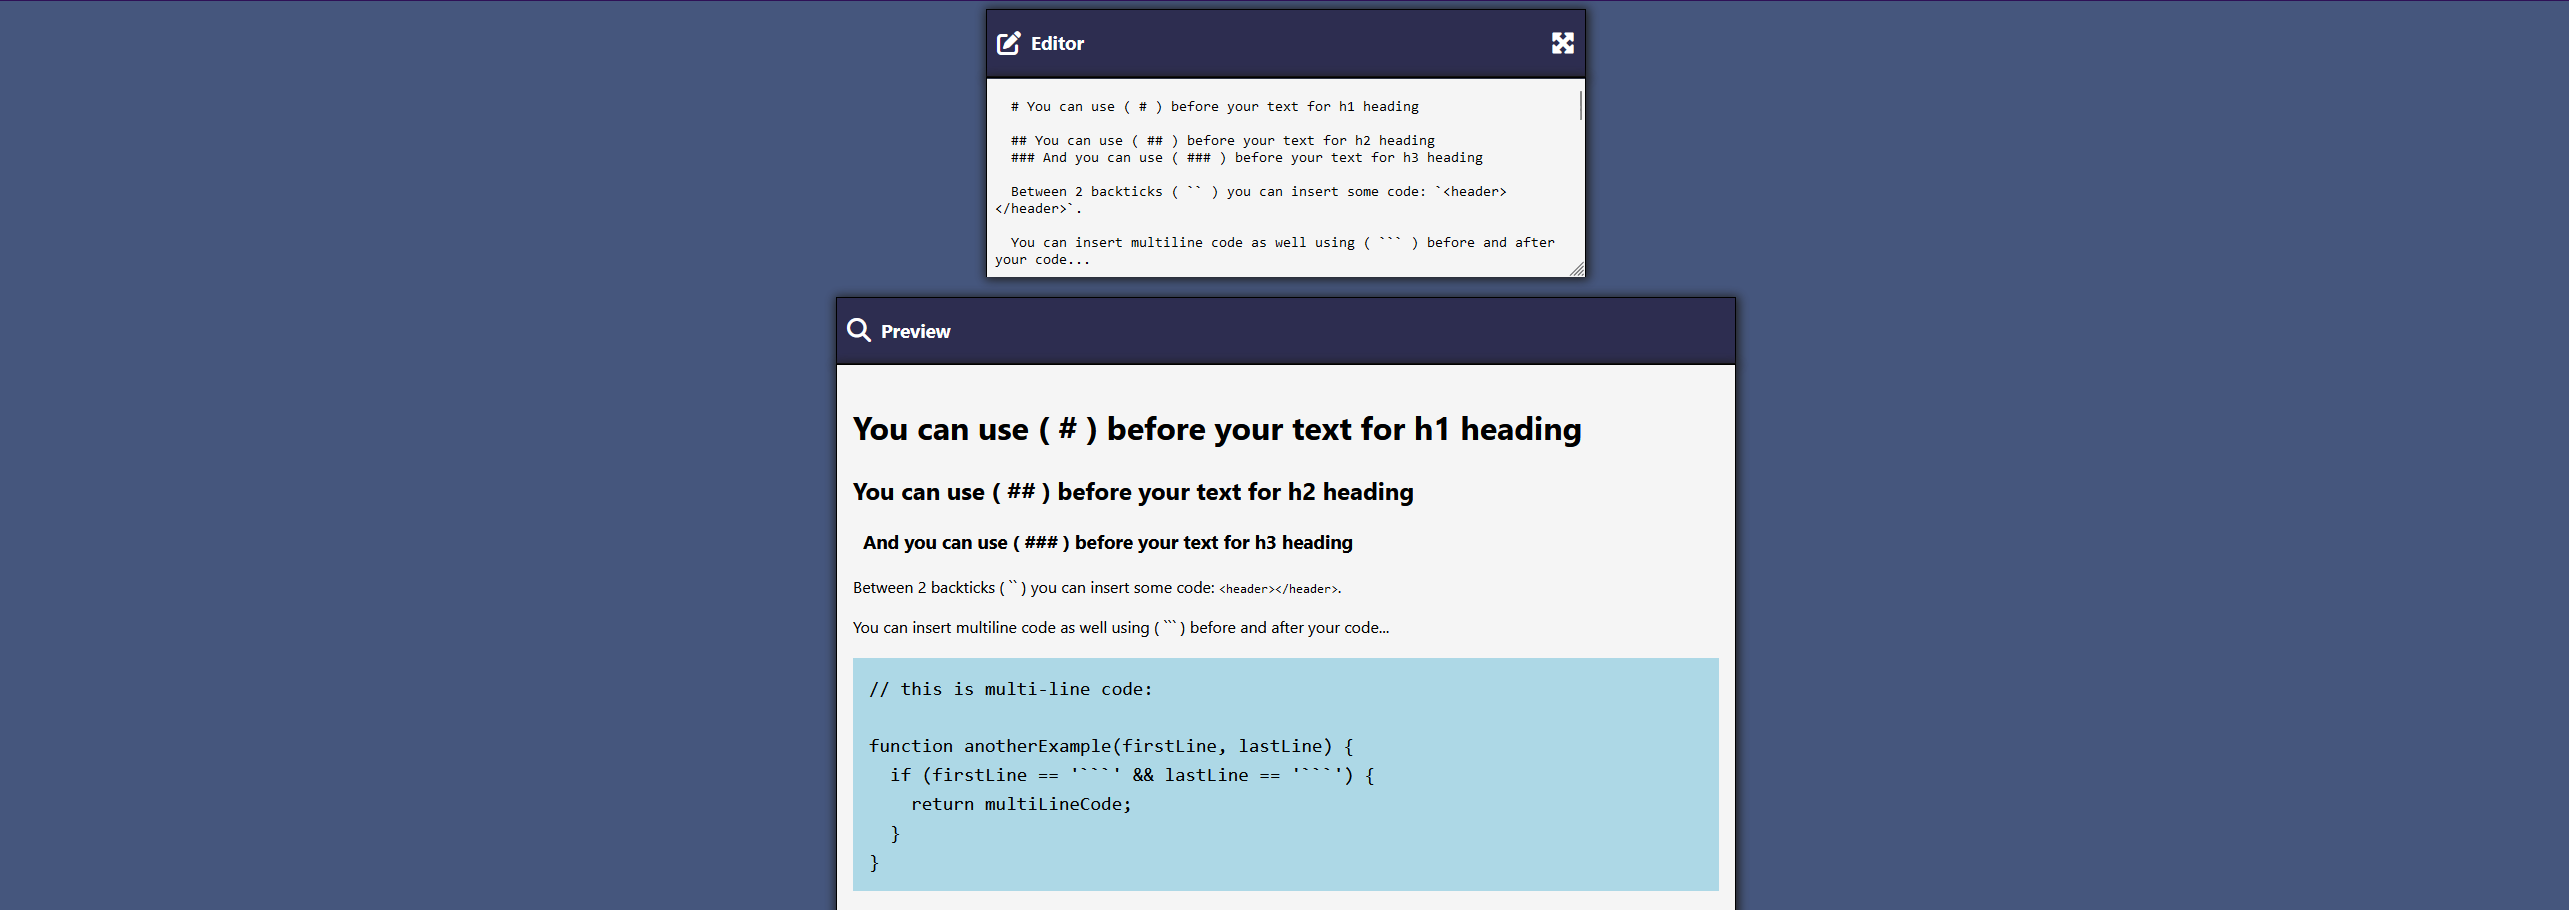 Editor
# You can use ( # ) before your text for h1 heading
## You can use ( ## ) before your text for h2 heading
### And you can use ( ### ) before your text for h3 heading
Between 2 backticks ( `` ) you can insert some code: `<header>
</header>`.
You can insert multiline code as well using ( ``` ) before and after
your code...
Preview
You can use ( # ) before your text for h1 heading
You can use ( ## ) before your text for h2 heading
And you can use ( ### ) before your text for h3 heading
Between 2 backticks ( `` ) you can insert some code: <header></header>.
You can insert multiline code as well using ( ``` ) before and after your code...
// this is multi-line code:
function anotherExample(firstLine, lastLine) {
  if (firstLine == '```' && lastLine == '```') {
    return multiLineCode;
  }
}